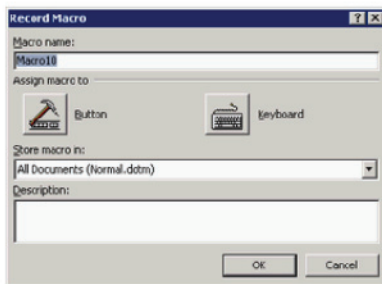 Record Macro
Macro name:
Macro10
Assign macro to
Button
Keyboard
Store macro in:
All Documents (Normal.dotm)
Description:
OK
Cancel